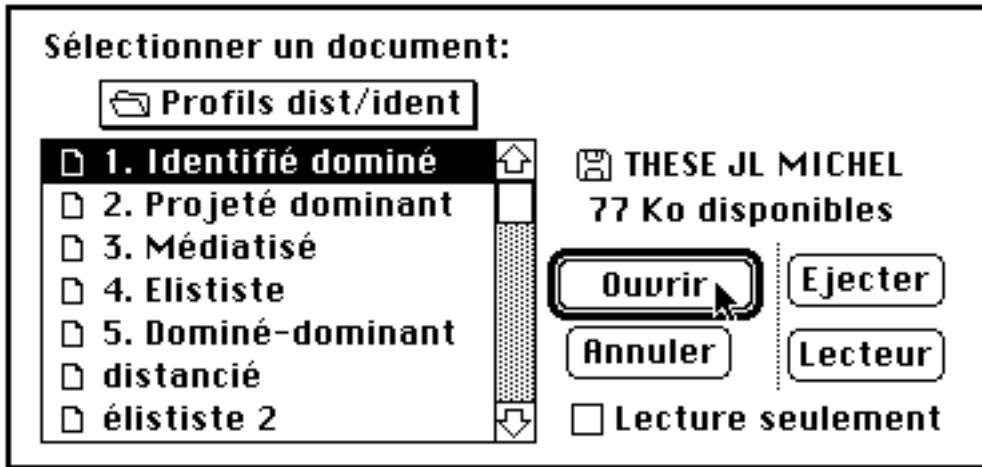 Sélectionner un document:
Profils dist/ident
1. Identifié dominé
2. Projeté dominant
3. Médiatisé
4. Elististe
5. Dominé-dominant
distancié
élististe 2
THESE JL MICHEL
77 Ko disponibles
Ouvrir
Ejecter
Annuler
Lecteur
Lecture seulement